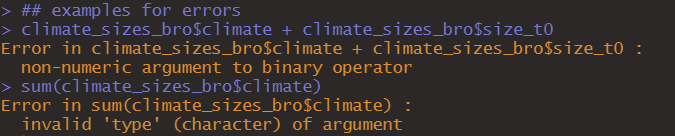 > ## examples for errors
> climate_sizes_bro$climate + climate_sizes_bro$size_t0
Error in climate_sizes_bro$climate + climate_sizes_bro$size_t0 :
  non-numeric argument to binary operator
> sum(climate_sizes_bro$climate)
Error in sum(climate_sizes_bro$climate) :
  invalid 'type' (character) of argument